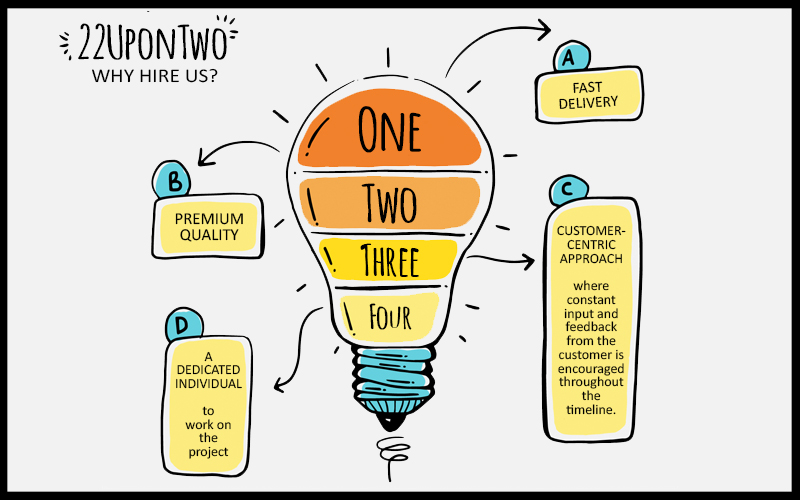 22UponTwo
WHY HIRE US?
One
Two
Three
Four
A
FAST
DELIVERY
B
PREMIUM
QUALITY
C
CUSTOMER-
CENTRIC
APPROACH
where
constant
input and
feedback
from the
customer is
encouraged
throughout
the
timeline.
D
A
DEDICATED
INDIVIDUAL
to
work on
the
project